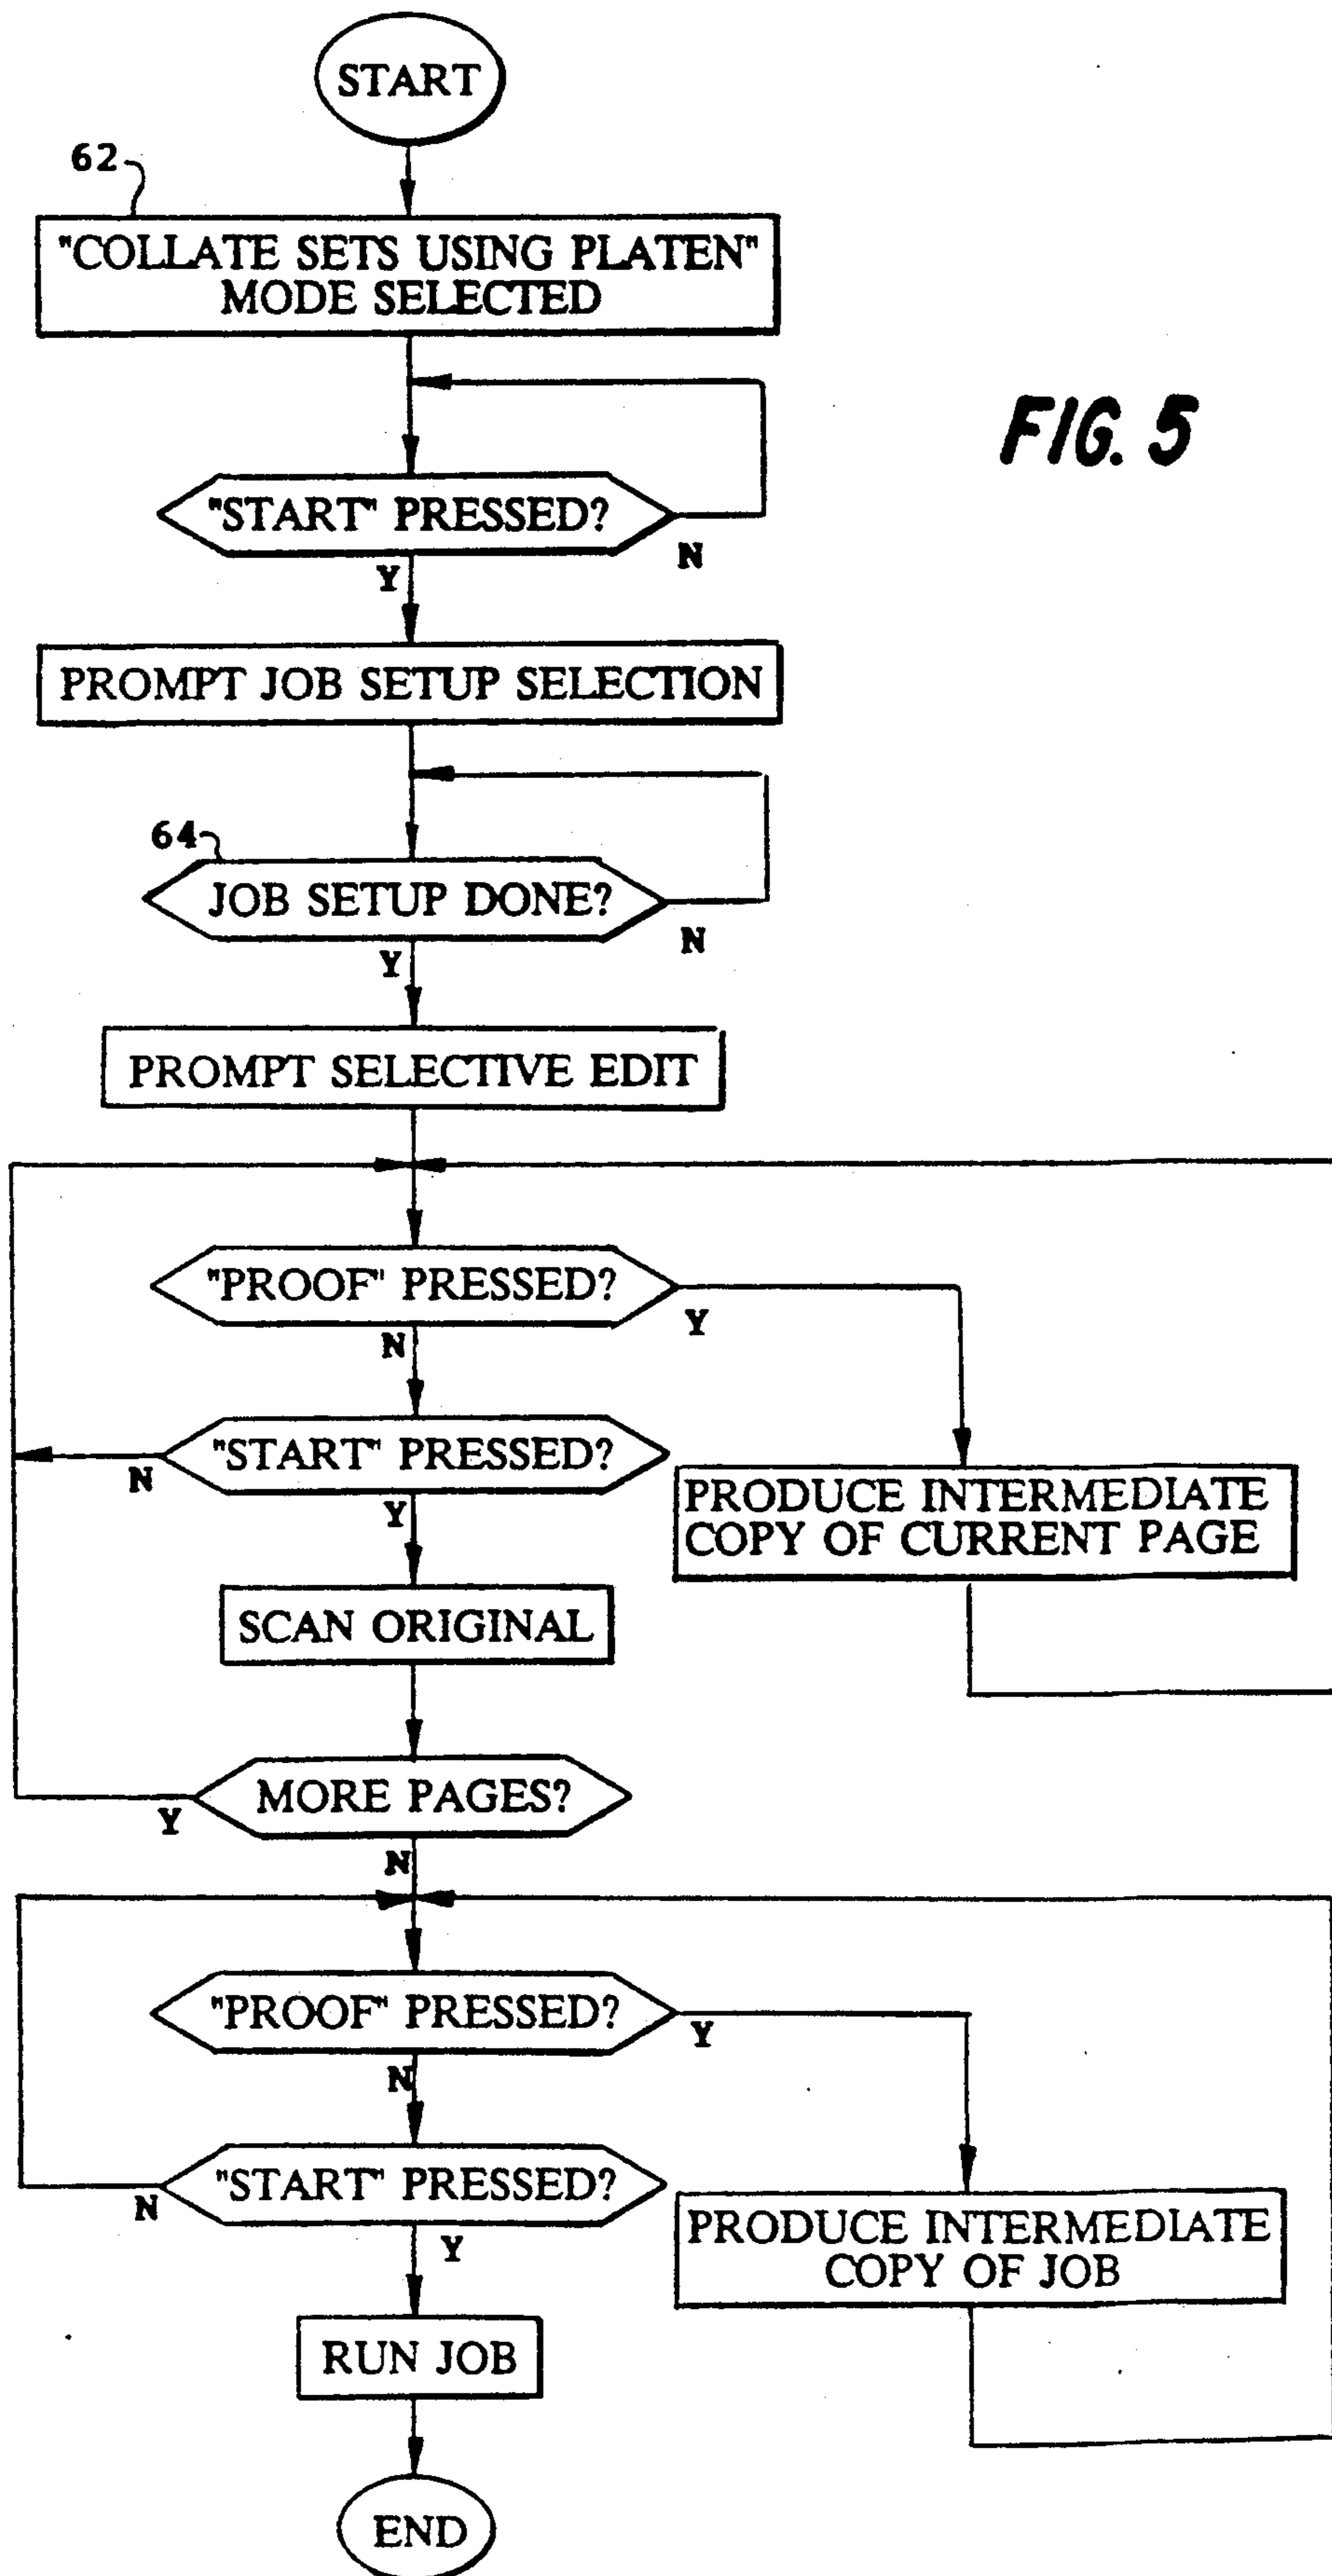 START
62
"COLLATE SETS USING PLATEN"
MODE SELECTED
FIG. 5
"START" PRESSED?
N
Y
PROMPT JOB SETUP SELECTION
64
JOB SETUP DONE?
N
Y
PROMPT SELECTIVE EDIT
"PROOF" PRESSED?
Y
N
"START" PRESSED?
N
Y
PRODUCE INTERMEDIATE
COPY OF CURRENT PAGE
SCAN ORIGINAL
MORE PAGES?
Y
N
"PROOF" PRESSED?
Y
N
"START" PRESSED?
N
Y
PRODUCE INTERMEDIATE
COPY OF JOB
RUN JOB
END